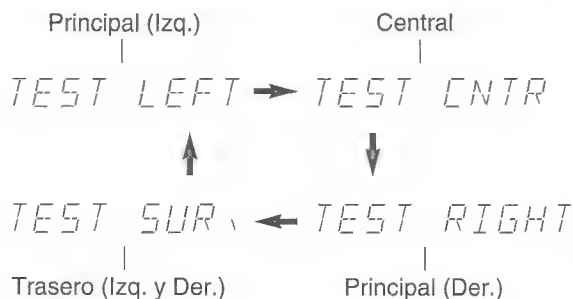 Principal (Izq.) Central
TEST LEFT TEST CNTR
TEST SUR. TEST RIGHT
Trasero (Izq. y Der.) Principal (Der.)